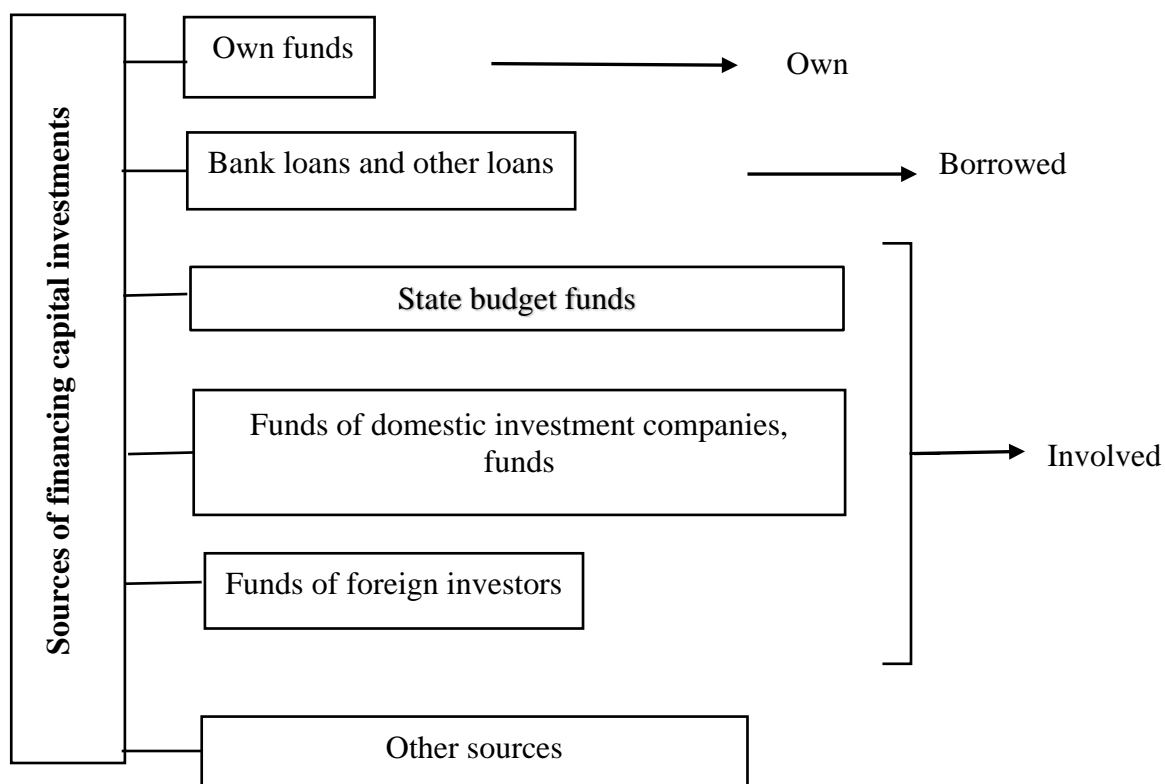 Sources of financing capital investments
Own funds
Own
Bank loans and other loans
Borrowed
State budget funds
Funds of domestic investment companies,
funds
Involved
Funds of foreign investors
Other sources